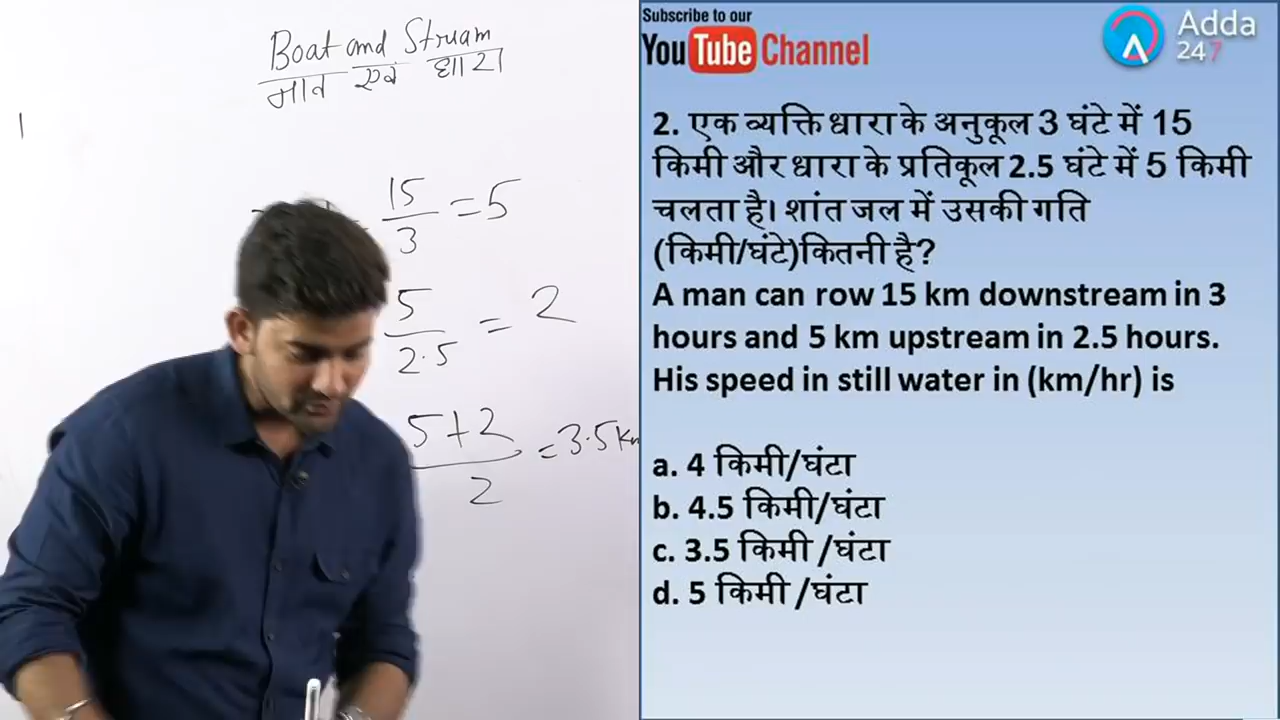 Boat and Stream
नाव एवं धारा
15
3
=5
5
2.5
= 2
5+2
2
=3.5 Km
Subscribe to our
YouTube Channel
Adda
247
2. एक व्यक्ति धारा के अनुकूल 3 घंटे में 15
किमी और धारा के प्रतिकूल 2.5 घंटे में 5 किमी
चलता है। शांत जल में उसकी गति
(किमी/घंटे)कितनी है?
A man can row 15 km downstream in 3
hours and 5 km upstream in 2.5 hours.
His speed in still water in (km/hr) is
a. 4 किमी/घंटा
b. 4.5 किमी/घंटा
c. 3.5 किमी /घंटा
d. 5 किमी /घंटा